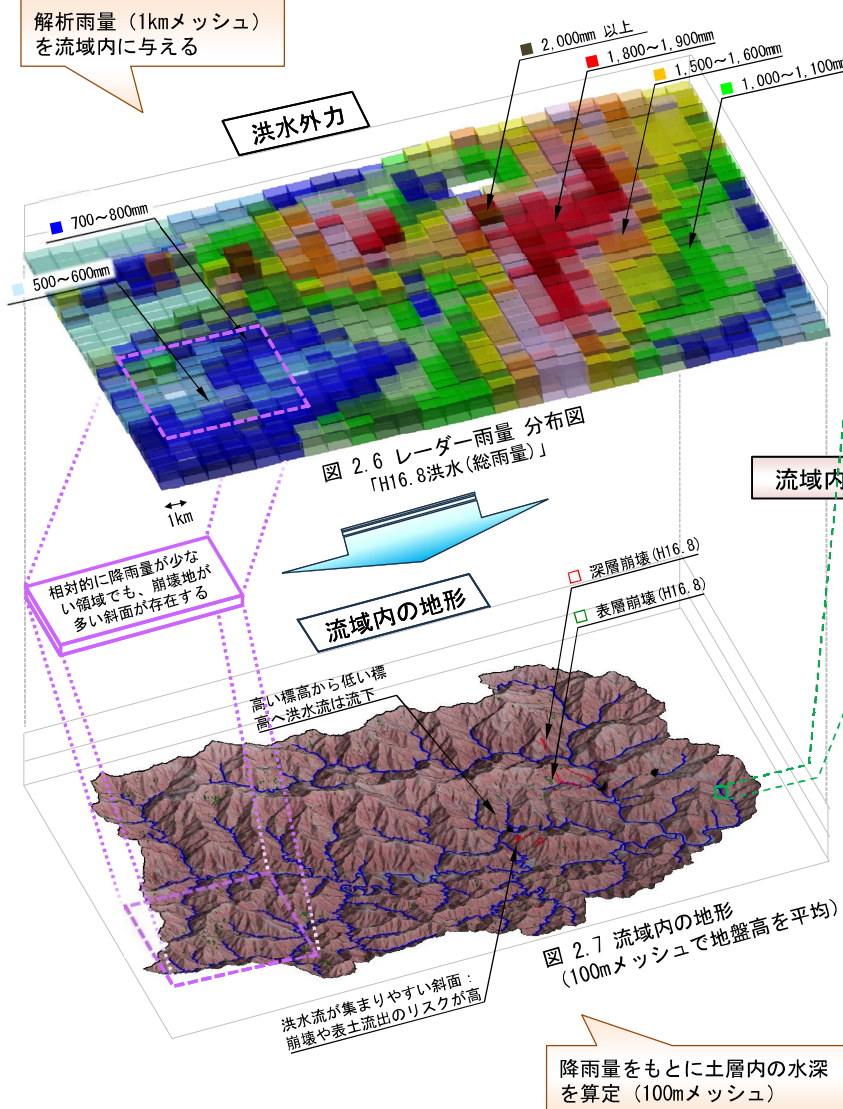 解析雨量（1kmメッシュ）
を流域内に与える
2,000mm 以上
1,800～1,900mm
1,500～1,600mm
1,000～1,100mm
洪水外力
700～800mm
500～600mm
図 2.6 レーダー雨量 分布図
「H16.8洪水(総雨量)」
1km
流域内
相対的に降雨量が少な
い領域でも、崩壊地が
多い斜面が存在する
深層崩壊(H16.8)
表層崩壊(H16.8)
流域内の地形
高い標高から低い標
高へ洪水流は流下
図 2.7 流域内の地形
(100mメッシュで地盤高を平均)
洪水流が集まりやすい斜面：
崩壊や表土流出のリスクが高
降雨量をもとに土層内の水深
を算定（100mメッシュ）